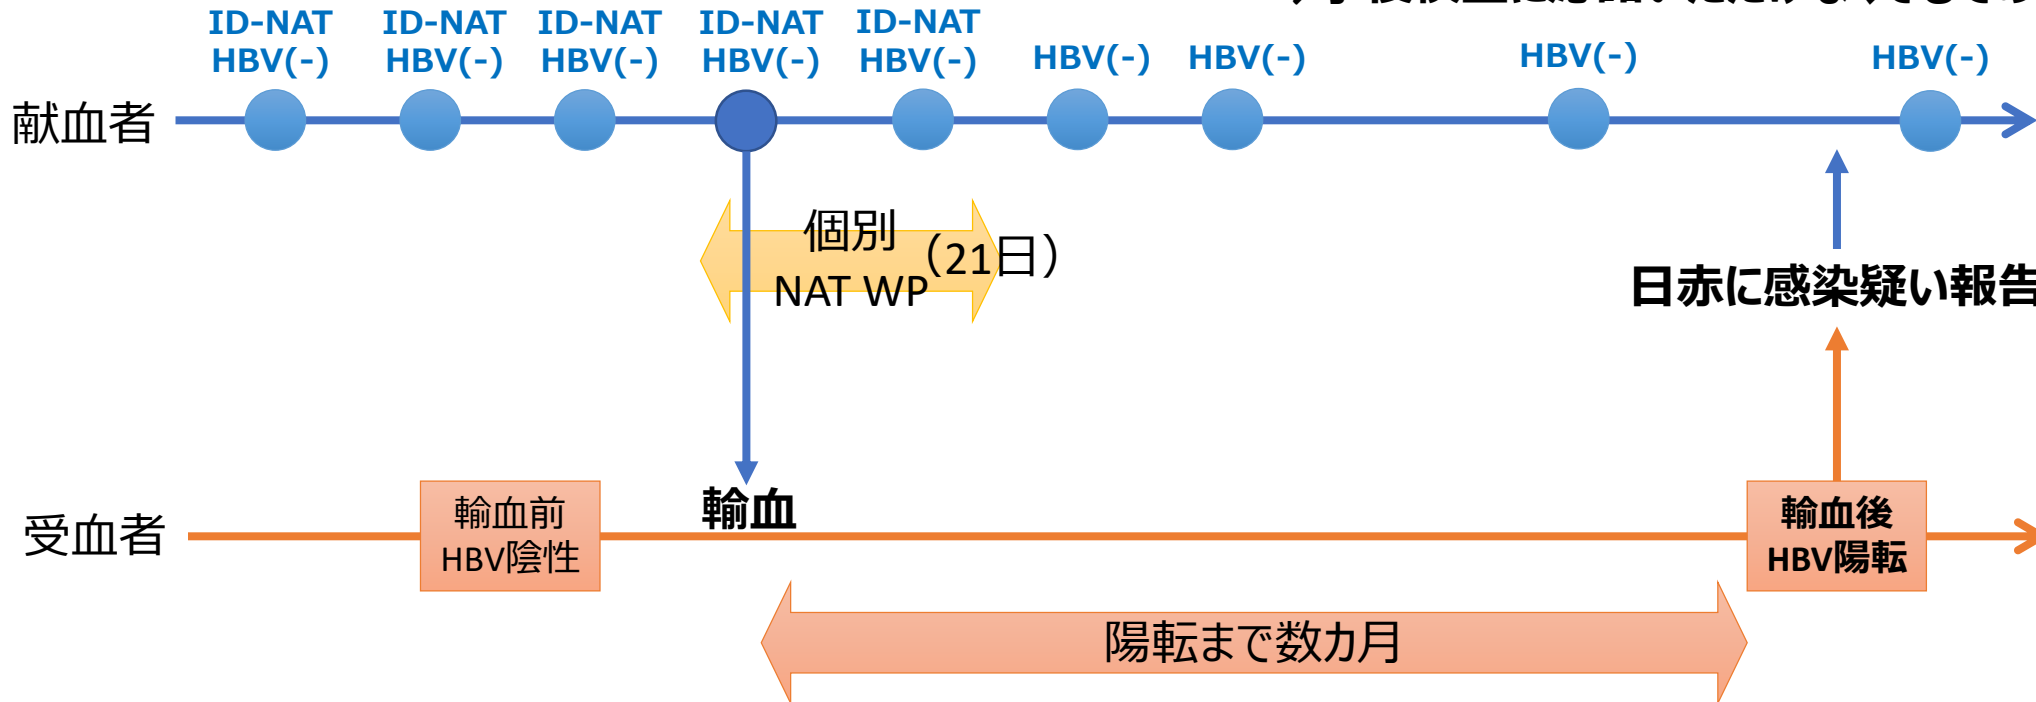 ID-NAT
HBV(-)
ID-NAT
HBV(-)
ID-NAT
HBV(-)
ID-NAT
HBV(-)
ID-NAT
HBV(-)
HBV(-)
HBV(-)
HBV(-)
HBV(-)
献血者
個別
NAT WP
(21日)
日赤に感染疑い報告
受血者
輸血前
HBV陰性
輸血
輸血後
HBV陽転
陽転まで数カ月